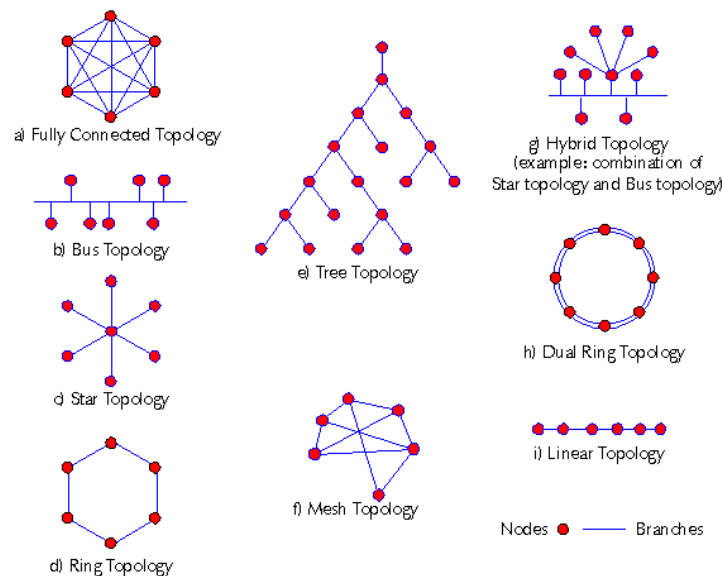 a) Fully Connected Topology
b) Bus Topology
c) Star Topology
d) Ring Topology
e) Tree Topology
f) Mesh Topology
g) Hybrid Topology
(example: combination of
Star topology and Bus topology)
h) Dual Ring Topology
i) Linear Topology
Nodes Branches